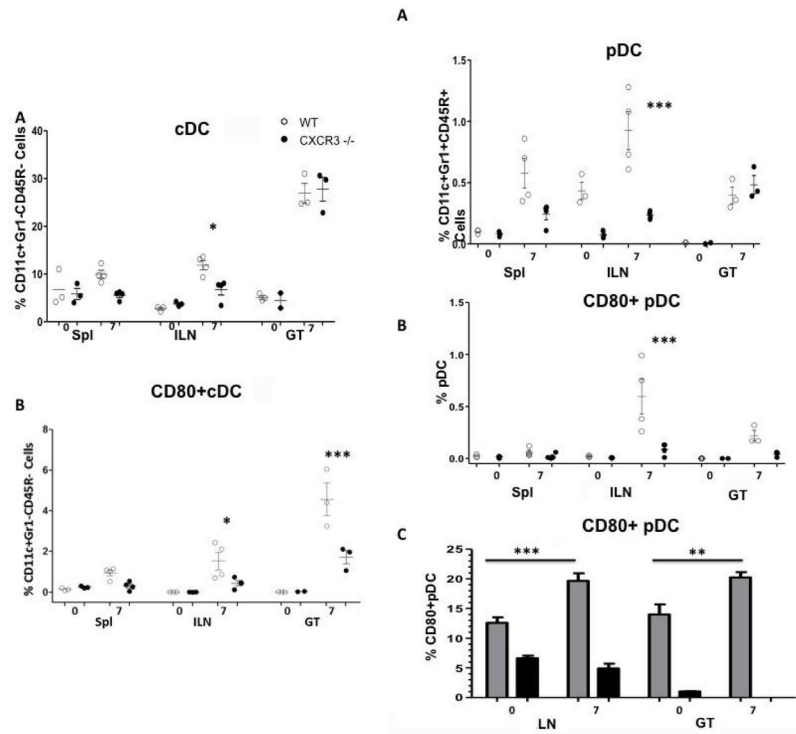 A
cDC
WT
CXCR3 -/-
% CD11c+Gr1-CD45R- Cells
40
30
20
10
0
*
0 7 0 7 0 7
Spl ILN GT
B
CD80+cDC
% CD11c+Gr1-CD45R- Cells
8
6
4
2
0
*
***
0 7 0 7 0 7
Spl ILN GT
A
pDC
% CD11c+Gr1+CD45R+
Cells
1.5
1.0
0.5
0.0
***
0 7 0 7 0 7
Spl ILN GT
B
CD80+ pDC
% pDC
1.5
1.0
0.5
0.0
***
0 7 0 7 0 7
Spl ILN GT
C
CD80+ pDC
% CD80+pDC
25
20
15
10
5
0
*** **
0 7 0 7
LN GT